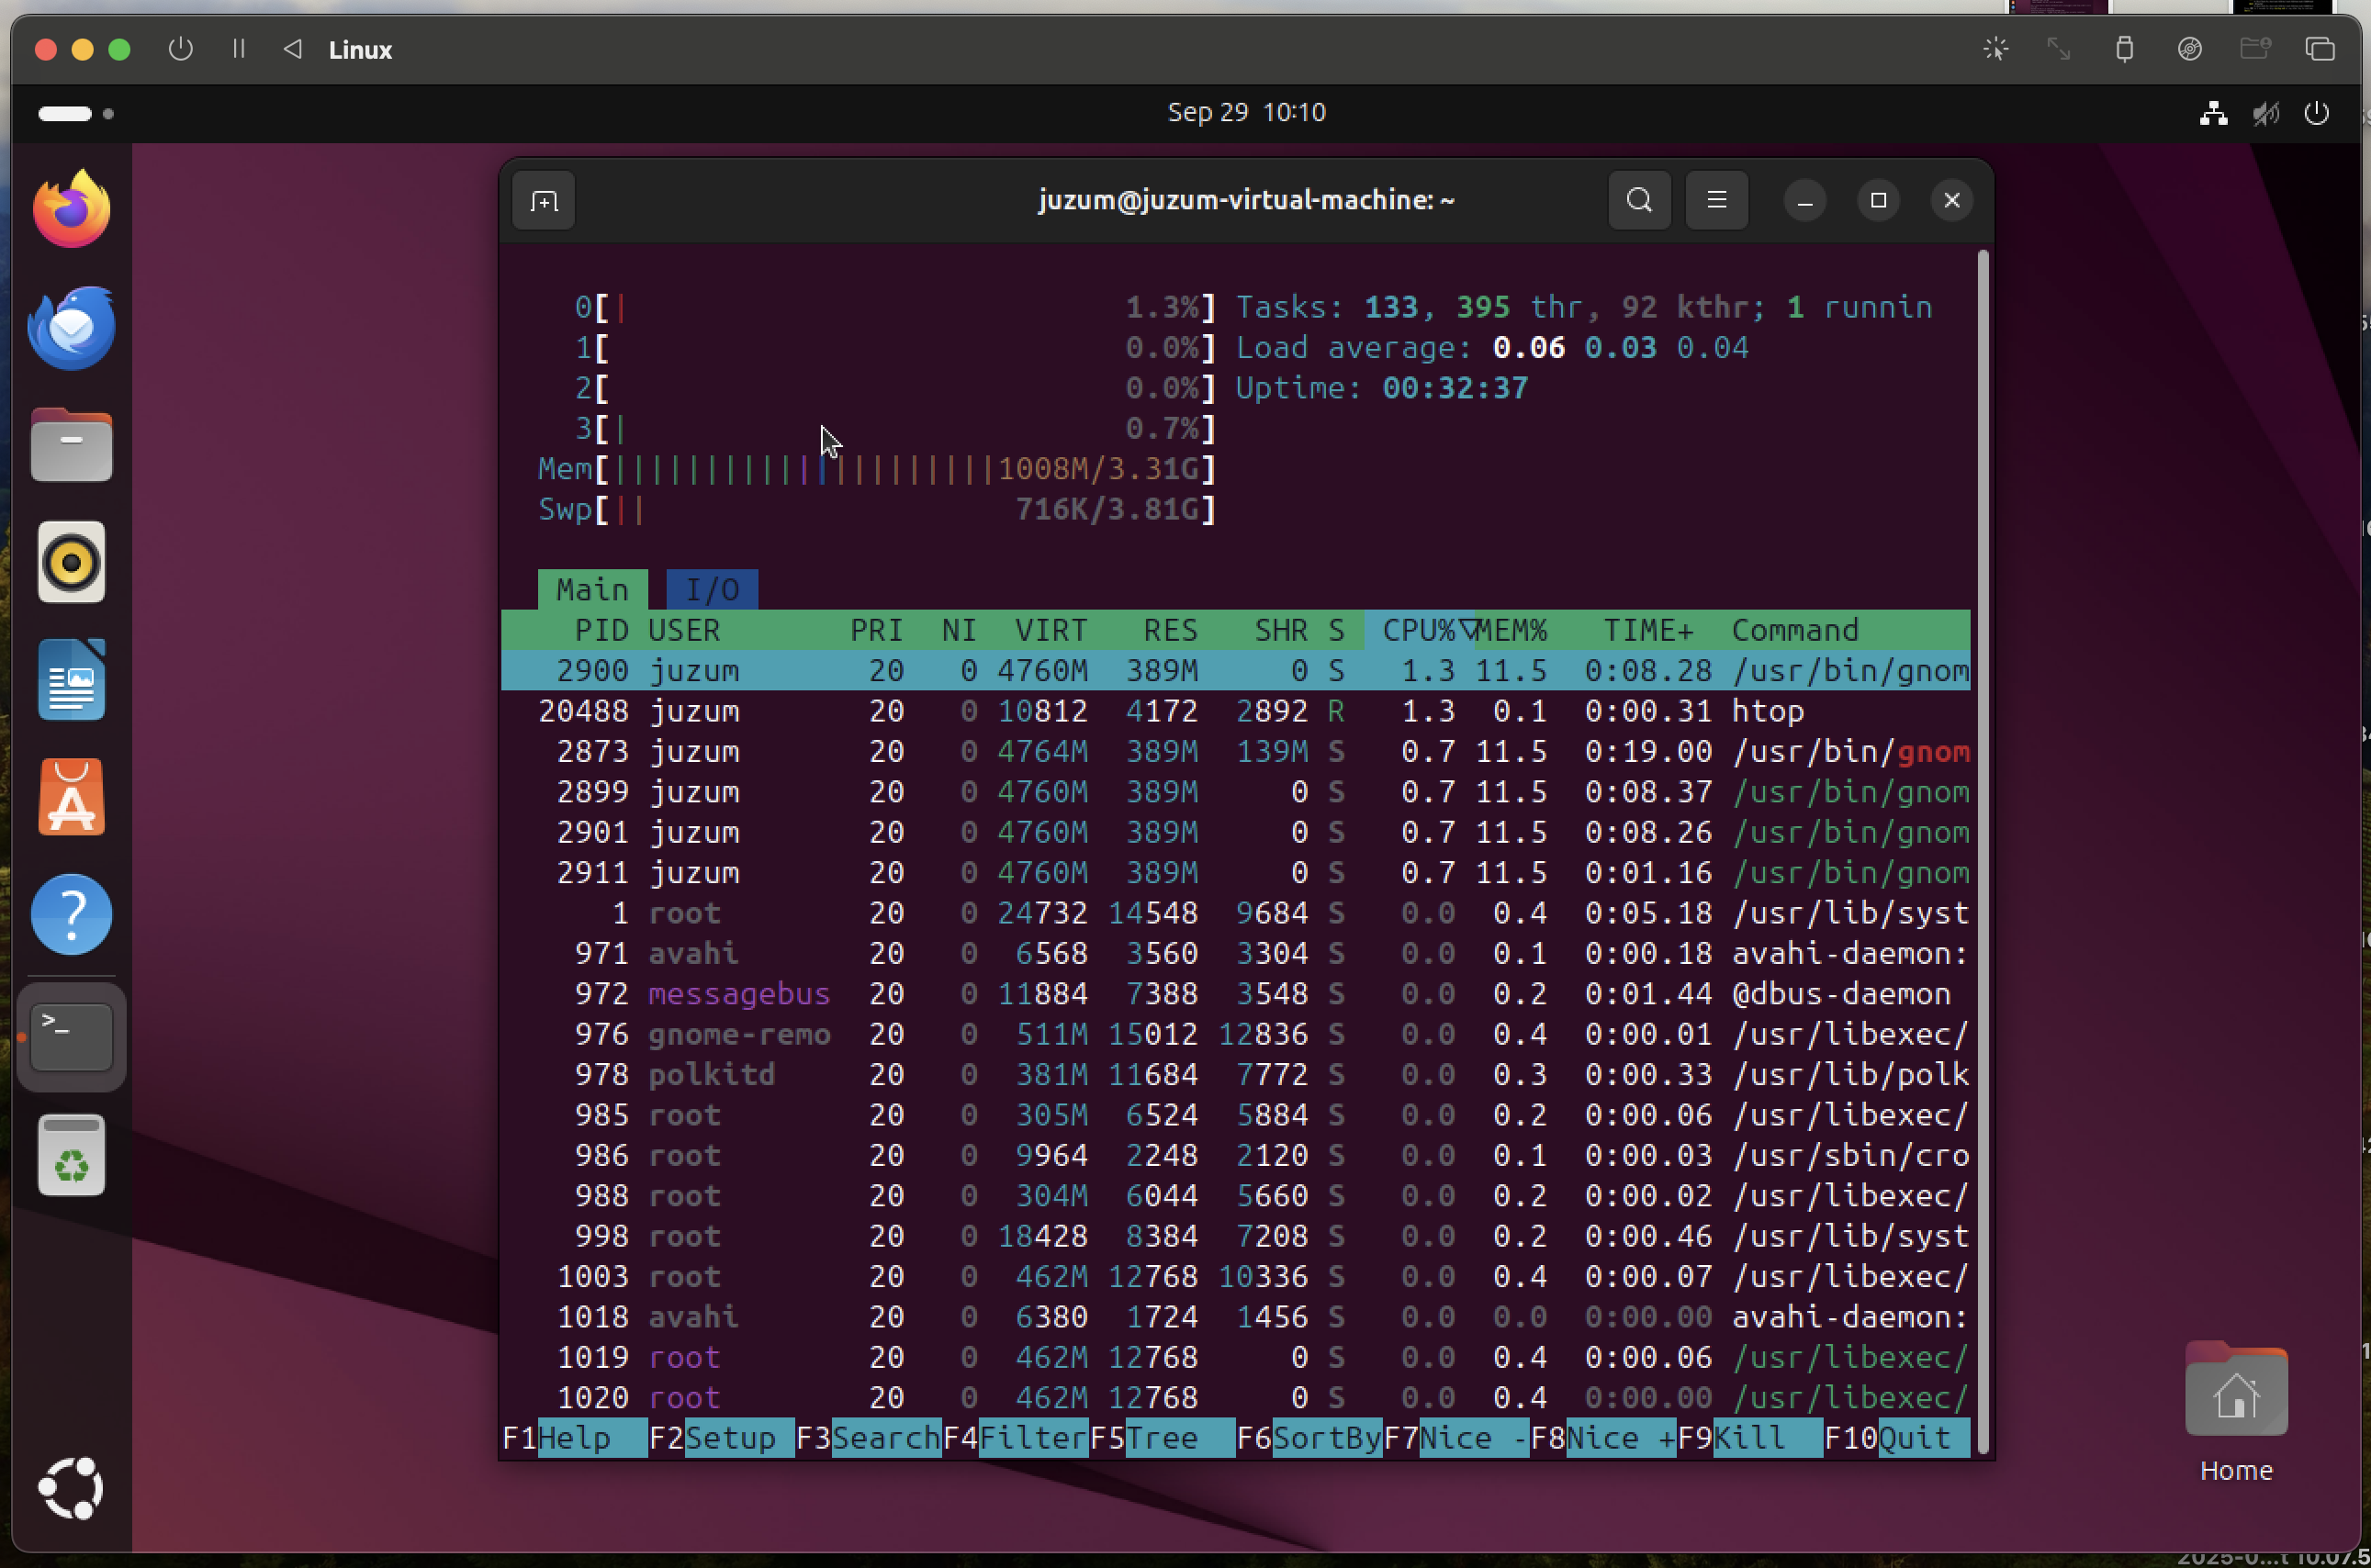 Linux
Sep 29 10:10
juzum@juzum-virtual-machine: ~
0[| 1.3%] Tasks: 133, 395 thr, 92 kthr; 1 runnin
1[ 0.0%] Load average: 0.06 0.03 0.04
2[ 0.0%] Uptime: 00:32:37
3[| 0.7%]
Mem[|||||||||||||||||||||1008M/3.31G]
Swp[|| 716K/3.81G]
Main I/O
PID USER PRI NI VIRT RES SHR S CPU%▽MEM% TIME+ Command
2900 juzum 20 0 4760M 389M 0 S 1.3 11.5 0:08.28 /usr/bin/gnom
20488 juzum 20 0 10812 4172 2892 R 1.3 0.1 0:00.31 htop
2873 juzum 20 0 4764M 389M 139M S 0.7 11.5 0:19.00 /usr/bin/gnom
2899 juzum 20 0 4760M 389M 0 S 0.7 11.5 0:08.37 /usr/bin/gnom
2901 juzum 20 0 4760M 389M 0 S 0.7 11.5 0:08.26 /usr/bin/gnom
2911 juzum 20 0 4760M 389M 0 S 0.7 11.5 0:01.16 /usr/bin/gnom
1 root 20 0 24732 14548 9684 S 0.0 0.4 0:05.18 /usr/lib/syst
971 avahi 20 0 6568 3560 3304 S 0.0 0.1 0:00.18 avahi-daemon:
972 messagebus 20 0 11884 7388 3548 S 0.0 0.2 0:01.44 @dbus-daemon
976 gnome-remo 20 0 511M 15012 12836 S 0.0 0.4 0:00.01 /usr/libexec/
978 polkitd 20 0 381M 11684 7772 S 0.0 0.3 0:00.33 /usr/lib/polk
985 root 20 0 305M 6524 5884 S 0.0 0.2 0:00.06 /usr/libexec/
986 root 20 0 9964 2248 2120 S 0.0 0.1 0:00.03 /usr/sbin/cro
988 root 20 0 304M 6044 5660 S 0.0 0.2 0:00.02 /usr/libexec/
998 root 20 0 18428 8384 7208 S 0.0 0.2 0:00.46 /usr/lib/syst
1003 root 20 0 462M 12768 10336 S 0.0 0.4 0:00.07 /usr/libexec/
1018 avahi 20 0 6380 1724 1456 S 0.0 0.0 0:00.00 avahi-daemon:
1019 root 20 0 462M 12768 0 S 0.0 0.4 0:00.06 /usr/libexec/
1020 root 20 0 462M 12768 0 S 0.0 0.4 0:00.00 /usr/libexec/
F1Help F2Setup F3SearchF4FilterF5Tree F6SortByF7Nice -F8Nice +F9Kill F10Quit
Home